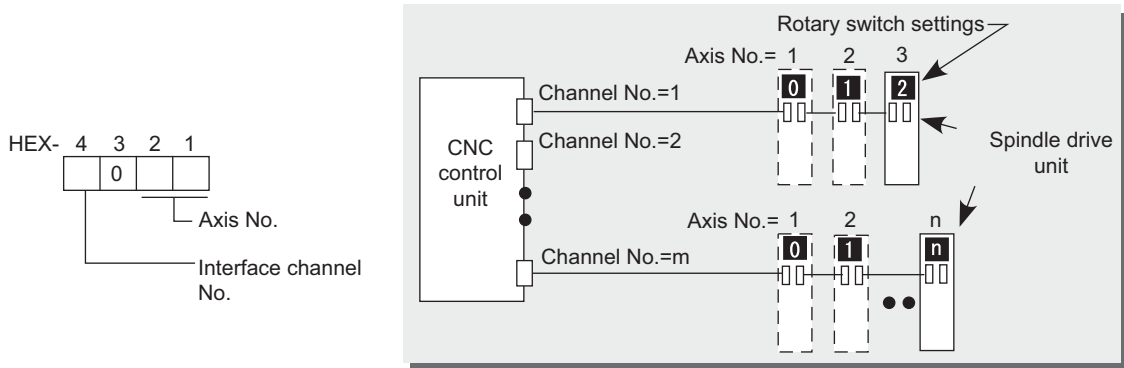 HEX- 4 3 2 1
0
Axis No.
Interface channel
No.
Rotary switch settings
Axis No.= 1 2 3
0 1 2
Channel No.=1
Channel No.=2
CNC
control
unit
Spindle drive
unit
Axis No.= 1 2 n
0 1 n
Channel No.=m